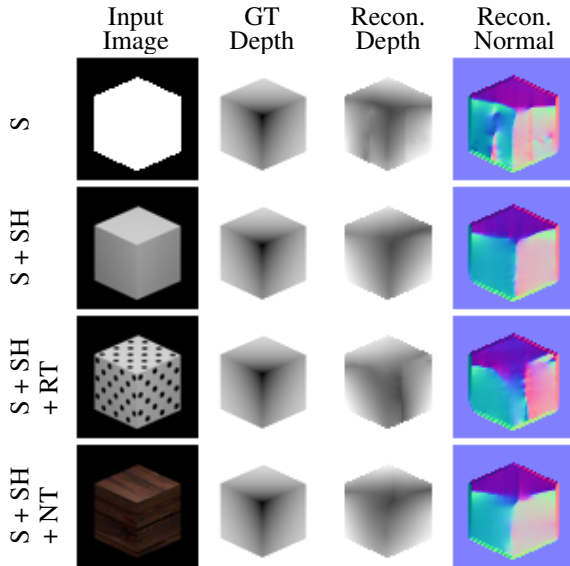 Input Image
GT Depth
Recon. Depth
Recon. Normal
S
S + SH
S + SH + RT
S + SH + NT